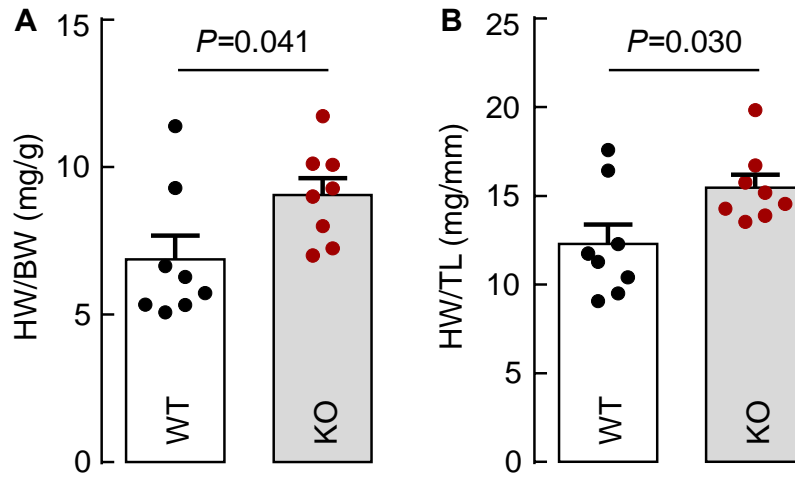 A
P=0.041
HW/BW (mg/g)
15
10
5
0
WT
KO
B
P=0.030
HW/TL (mg/mm)
25
20
15
10
5
0
WT
KO